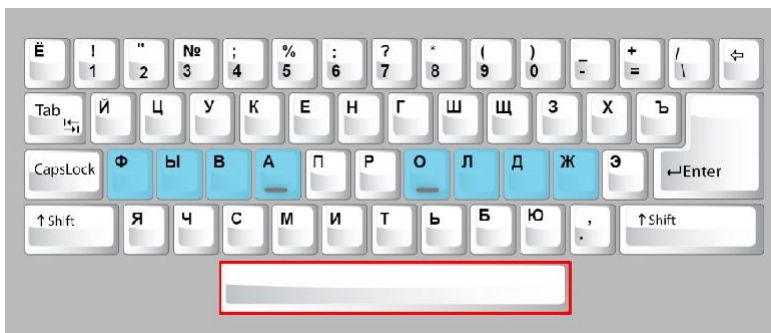 Ё ! 1 " 2 № 3 ; 4 % 5 : 6 ? 7 * 8 ( 9 ) 0 _ - + = / \ ⇦
Tab Й Ц У К Е Н Г Ш Щ З Х Ъ
CapsLock Ф Ы В А П Р О Л Д Ж Э ↵Enter
↑Shift Я Ч С М И Т Ь Б Ю , . ↑Shift